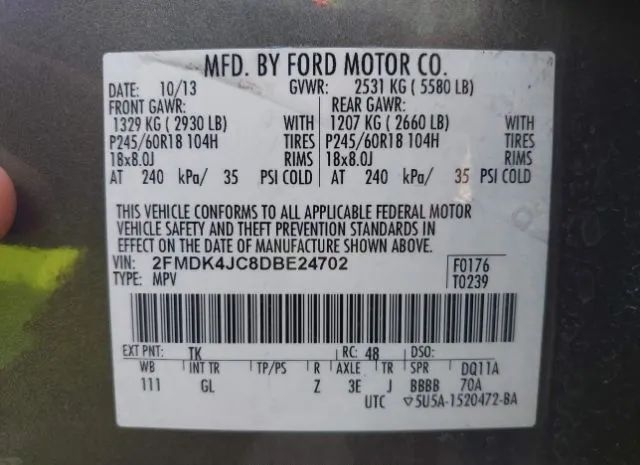 MFD. BY FORD MOTOR CO.
DATE: 10/13 GVWR: 2531 KG ( 5580 LB)
FRONT GAWR: REAR GAWR:
1329 KG ( 2930 LB) WITH 1207 KG ( 2660 LB) WITH
P245/60R18 104H TIRES P245/60R18 104H TIRES
18x8.0J RIMS 18x8.0J RIMS
AT 240 kPa/ 35 PSI COLD AT 240 kPa/ 35 PSI COLD
THIS VEHICLE CONFORMS TO ALL APPLICABLE FEDERAL MOTOR
VEHICLE SAFETY AND THEFT PREVENTION STANDARDS IN
EFFECT ON THE DATE OF MANUFACTURE SHOWN ABOVE.
VIN: 2FMDK4JC8DBE24702 F0176
TYPE: MPV T0239
EXT PNT: TK RC: 48 DSO:
WB INT TR TP/PS R AXLE TR SPR DQ11A
111 GL Z 3E J BBBB 70A
UTC ▽5U5A-1520472-BA